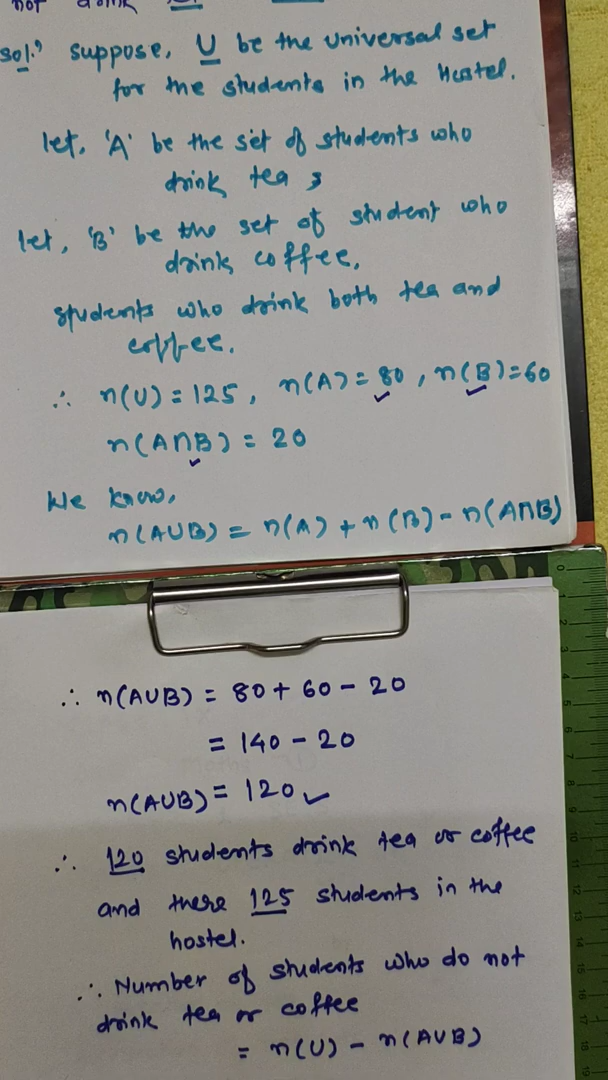 not drink
sol.ⁿ suppose, U be the universal set
for the students in the Hostel.
let, 'A' be the set of students who
drink tea &
let, 'B' be the set of student who
drink coffee,
students who drink both tea and
coffee.
∴ n(U) = 125, n(A) = 80, n(B) = 60
n(A∩B) = 20
We know,
n(A∪B) = n(A) + n(B) - n(A∩B)
∴ n(A∪B) = 80 + 60 - 20
= 140 - 20
n(A∪B) = 120
∴ 120 students drink tea or coffee
and there 125 students in the
hostel.
∴ Number of students who do not
drink tea or coffee
= n(U) - n(A∪B)